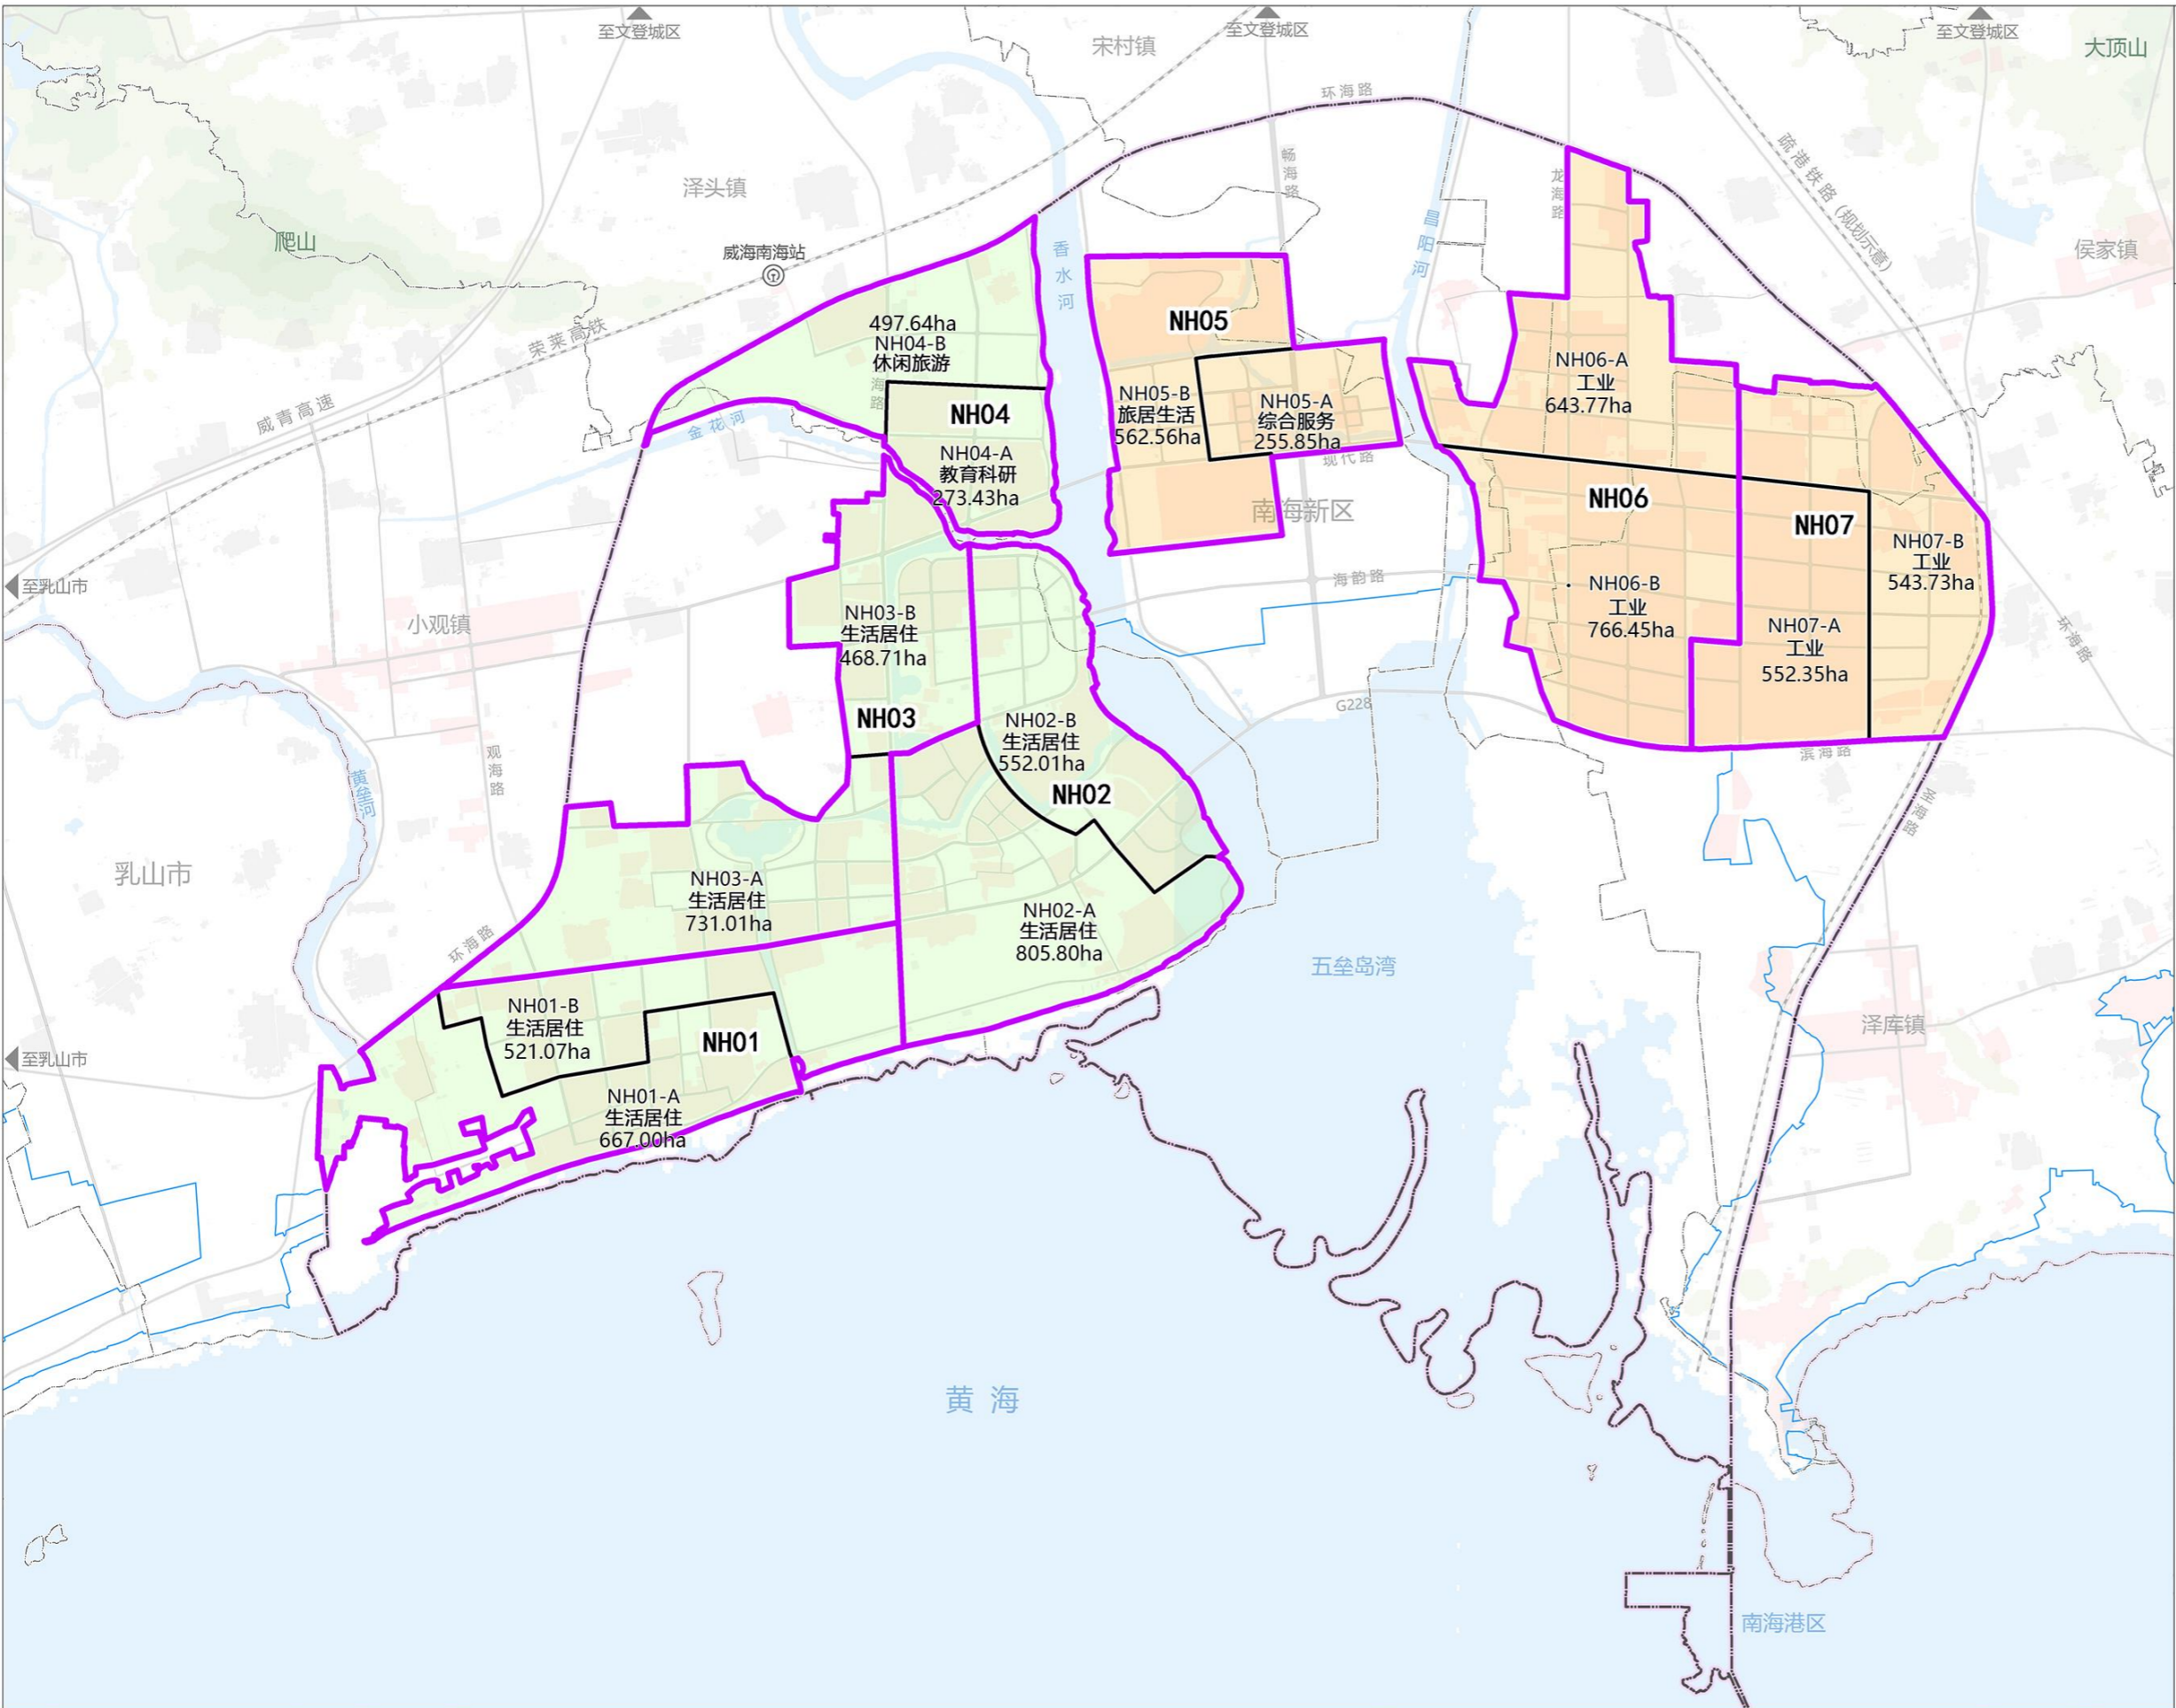 至文登城区
宋村镇
至文登城区
至文登城区
大顶山
环海路
畅海路
龙海路
疏港铁路（规划示意）
泽头镇
爬山
威海南海站
香水河
昌阳河
侯家镇
荣莱高铁
威青高速
497.64ha
NH04-B
休闲旅游
海路
NH04
NH04-A
教育科研
273.43ha
金花河
NH05
NH05-B
旅居生活
562.56ha
NH05-A
综合服务
255.85ha
现代路
南海新区
NH06-A
工业
643.77ha
NH06
NH06-B
工业
766.45ha
NH07
NH07-B
工业
543.73ha
NH07-A
工业
552.35ha
至乳山市
小观镇
NH03-B
生活居住
468.71ha
NH03
海韵路
G228
滨海路
环海路
NH02-B
生活居住
552.01ha
NH02
观海路
黄垒河
乳山市
NH03-A
生活居住
731.01ha
NH02-A
生活居住
805.80ha
环海路
五垒岛湾
泽库镇
NH01-B
生活居住
521.07ha
NH01
NH01-A
生活居住
667.00ha
至乳山市
黄海
南海港区